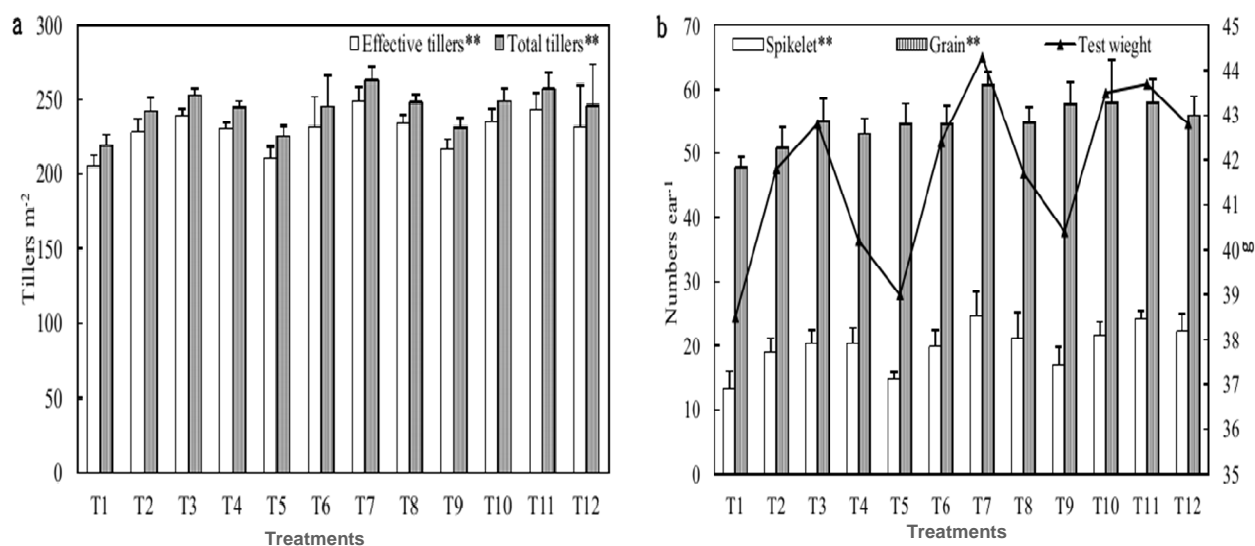 a
Effective tillers** Total tillers**
300
250
200
150
200
250
50
0
Tillers m-2
T1 T2 T3 T4 T5 T6 T7 T8 T9 T10 T11 T12
Treatments
b
Spikelet** Grain** Test wieght
70
60
50
40
30
20
10
0
Numbers ear-1
45
44
43
42
41
40
39
38
37
36
35
g
T1 T2 T3 T4 T5 T6 T7 T8 T9 T10 T11 T12
Treatments